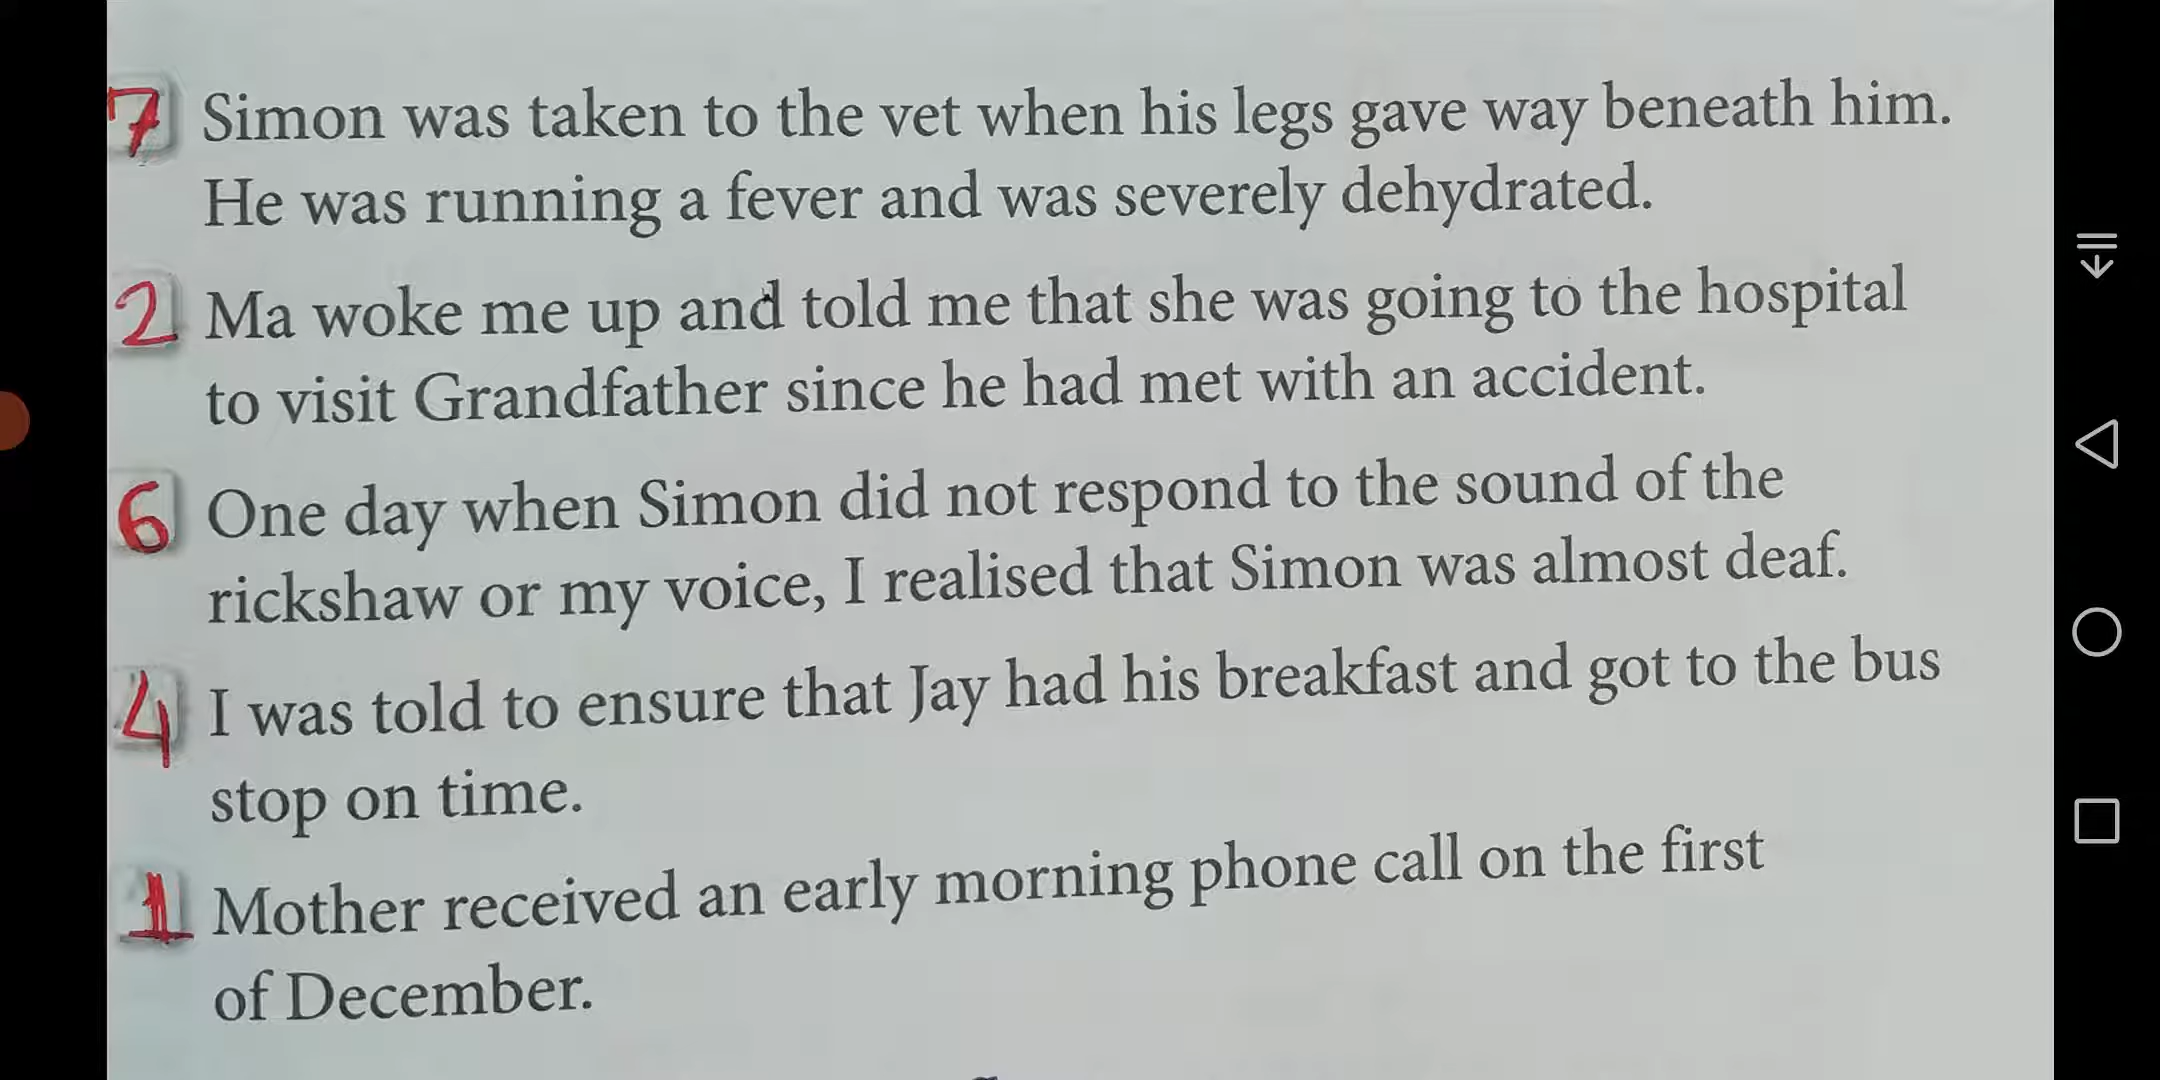 7 Simon was taken to the vet when his legs gave way beneath him.
He was running a fever and was severely dehydrated.
2 Ma woke me up and told me that she was going to the hospital
to visit Grandfather since he had met with an accident.
6 One day when Simon did not respond to the sound of the
rickshaw or my voice, I realised that Simon was almost deaf.
4 I was told to ensure that Jay had his breakfast and got to the bus
stop on time.
1 Mother received an early morning phone call on the first
of December.